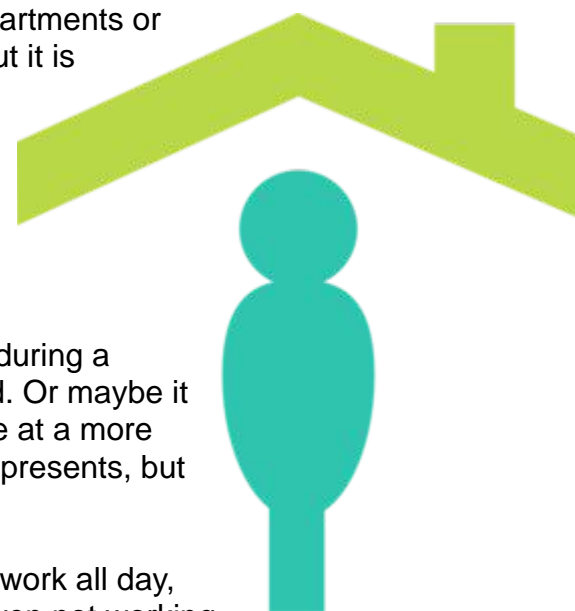 artments or
ut it is
during a
d. Or maybe it
e at a more
presents, but
work all day,